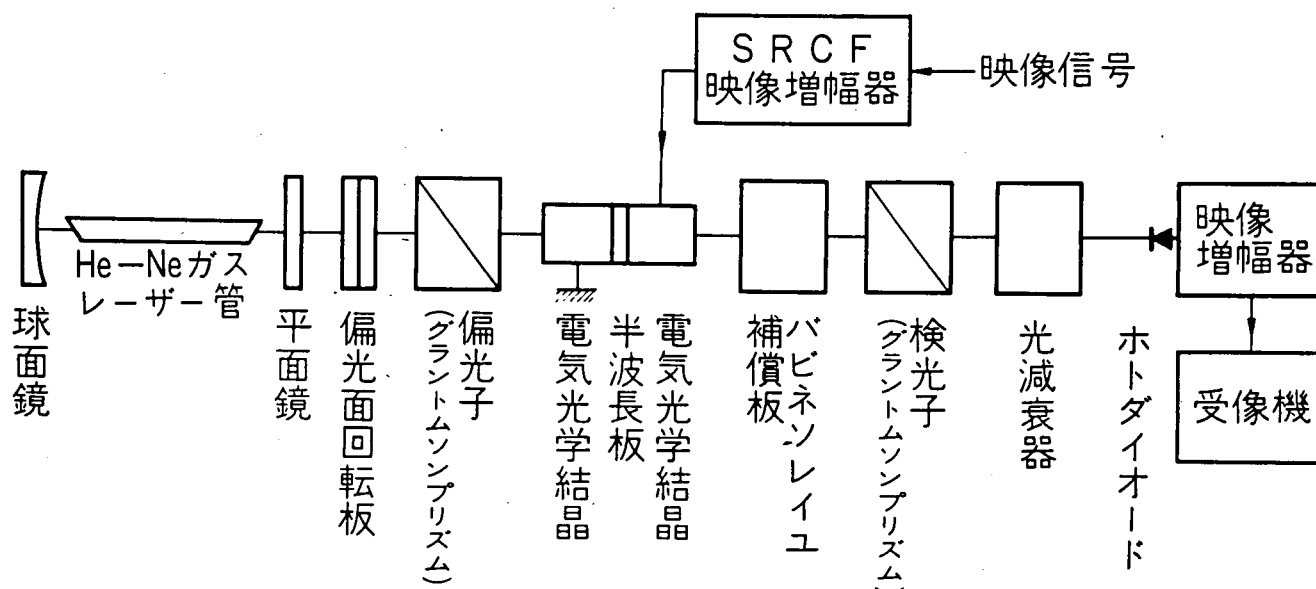 ＳＲＣＦ
映像増幅器
映像信号
He－Neガス
レーザー管
球面鏡
平面鏡
偏光面回転板
偏光子
(グラントムソンプリズム)
電気光学結晶
半波長板
電気光学結晶
バビネソレイユ
補償板
検光子
(グラントムソンプリズム)
光減衰器
ホトダイオード
映像
増幅器
受像機